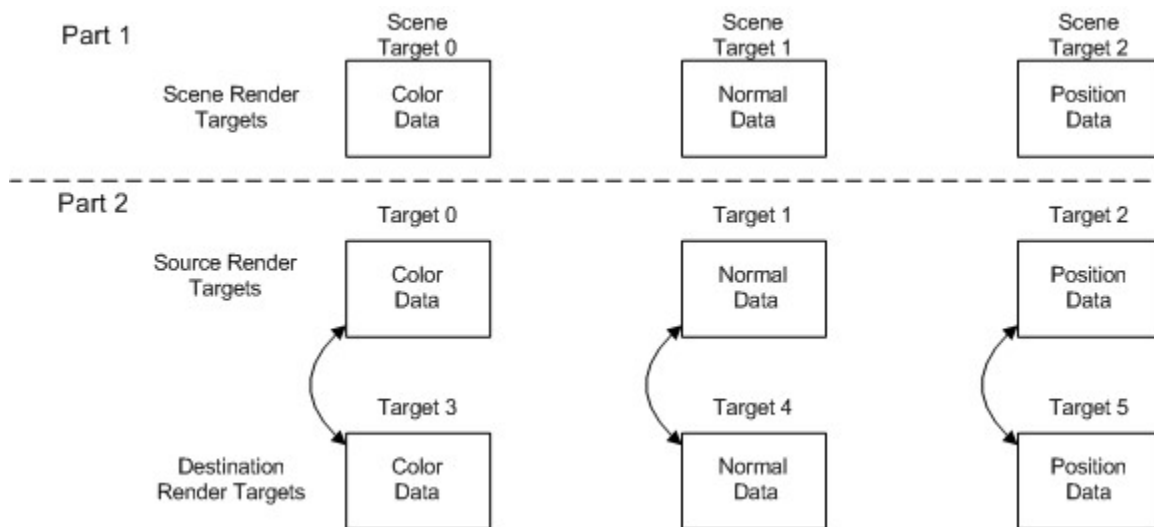 Part 1
Scene
Target 0
Scene
Target 1
Scene
Target 2
Scene Render
Targets
Color
Data
Normal
Data
Position
Data
Part 2
Target 0
Target 1
Target 2
Source Render
Targets
Color
Data
Normal
Data
Position
Data
Target 3
Target 4
Target 5
Destination
Render Targets
Color
Data
Normal
Data
Position
Data